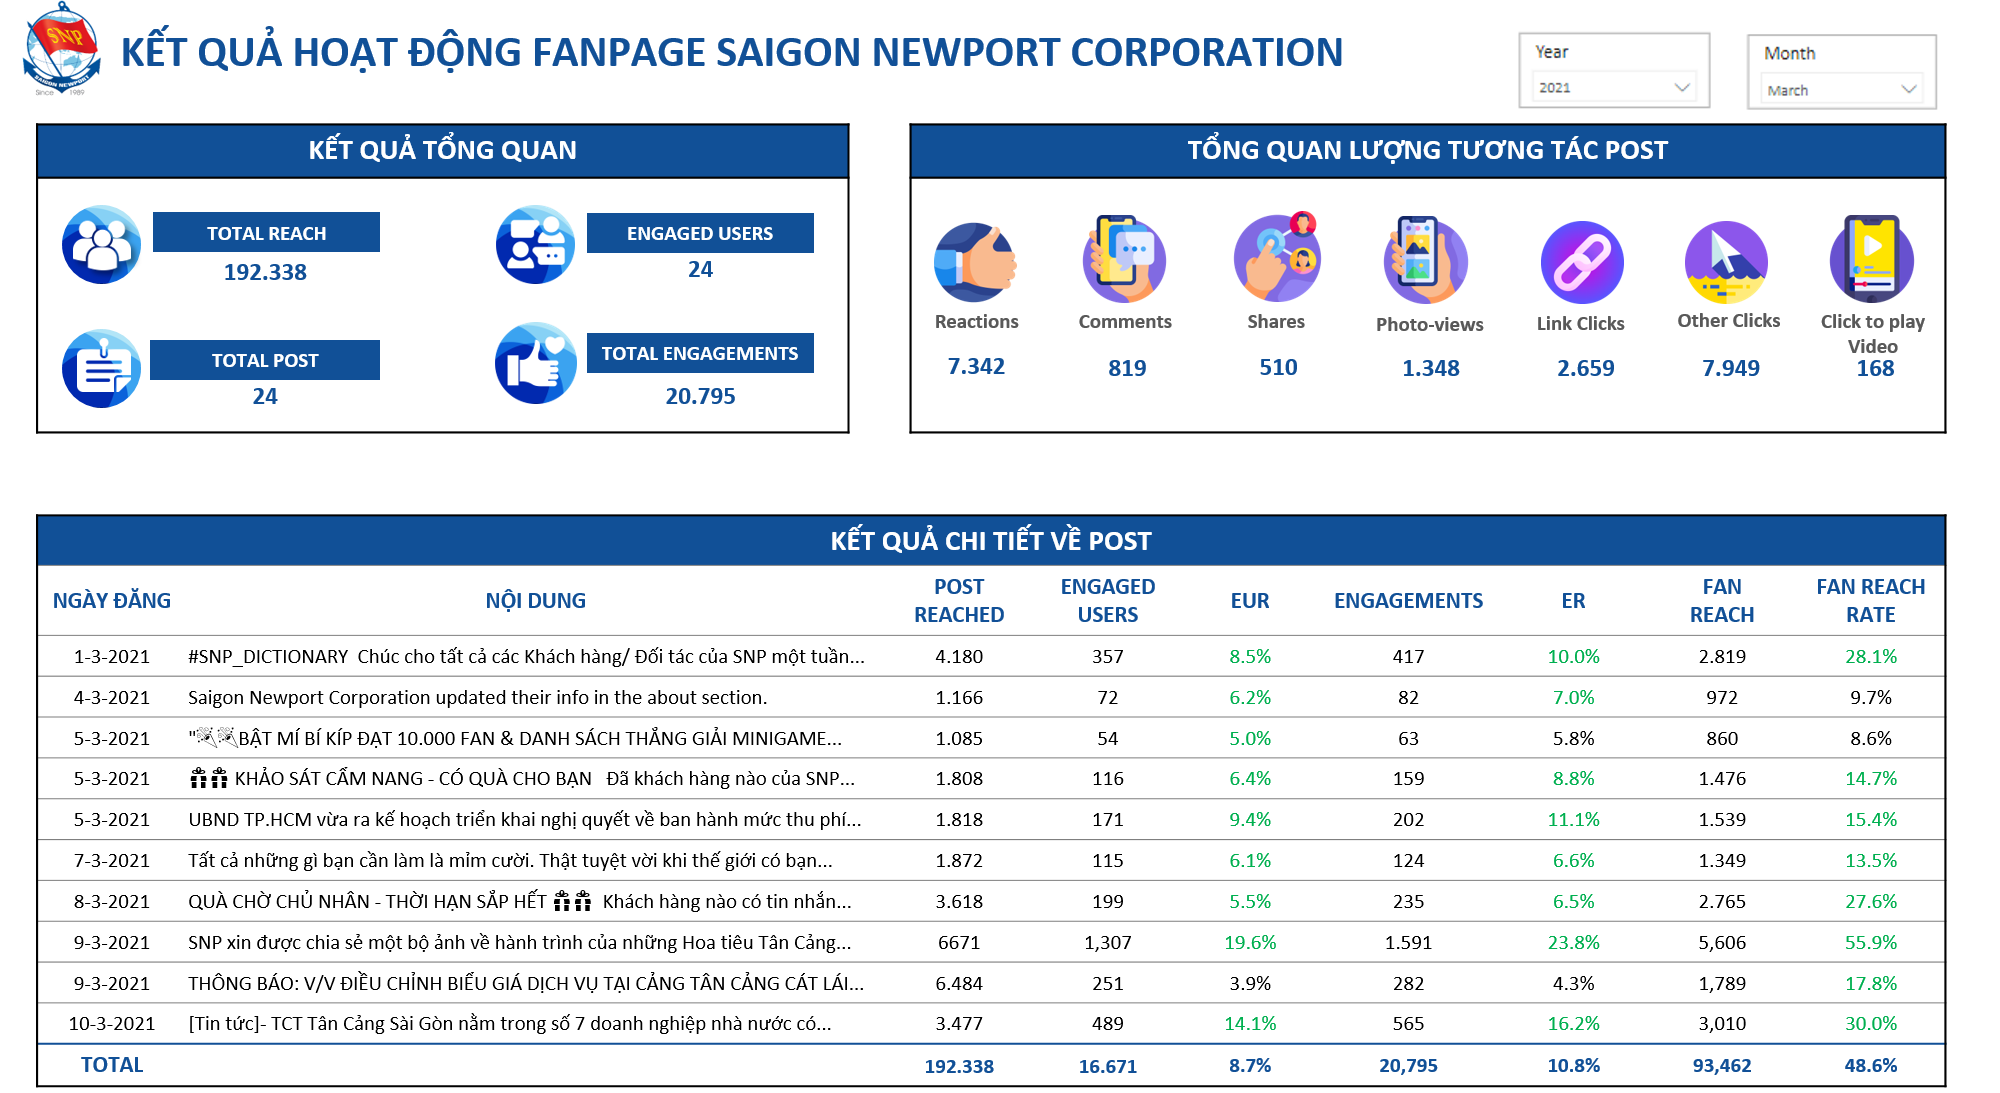 SNP
SAIGON NEWPORT
Since 1989
KẾT QUẢ HOẠT ĐỘNG FANPAGE SAIGON NEWPORT CORPORATION
Year
2021
Month
March
KẾT QUẢ TỔNG QUAN
TOTAL REACH
192.338
ENGAGED USERS
24
TOTAL POST
24
TOTAL ENGAGEMENTS
20.795
TỔNG QUAN LƯỢNG TƯƠNG TÁC POST
Reactions
7.342
Comments
819
Shares
510
Photo-views
1.348
Link Clicks
2.659
Other Clicks
7.949
Click to play
Video
168
KẾT QUẢ CHI TIẾT VỀ POST
NGÀY ĐĂNG NỘI DUNG POST REACHED ENGAGED USERS EUR ENGAGEMENTS ER FAN REACH FAN REACH RATE
1-3-2021 #SNP_DICTIONARY Chúc cho tất cả các Khách hàng/ Đối tác của SNP một tuần... 4.180 357 8.5% 417 10.0% 2.819 28.1%
4-3-2021 Saigon Newport Corporation updated their info in the about section. 1.166 72 6.2% 82 7.0% 972 9.7%
5-3-2021 "🎉🎉BẬT MÍ BÍ KÍP ĐẠT 10.000 FAN & DANH SÁCH THẮNG GIẢI MINIGAME... 1.085 54 5.0% 63 5.8% 860 8.6%
5-3-2021 🎁🎁 KHẢO SÁT CẨM NANG - CÓ QUÀ CHO BẠN Đã khách hàng nào của SNP... 1.808 116 6.4% 159 8.8% 1.476 14.7%
5-3-2021 UBND TP.HCM vừa ra kế hoạch triển khai nghị quyết về ban hành mức thu phí... 1.818 171 9.4% 202 11.1% 1.539 15.4%
7-3-2021 Tất cả những gì bạn cần làm là mỉm cười. Thật tuyệt vời khi thế giới có bạn... 1.872 115 6.1% 124 6.6% 1.349 13.5%
8-3-2021 QUÀ CHỜ CHỦ NHÂN - THỜI HẠN SẮP HẾT 🎁🎁 Khách hàng nào có tin nhắn... 3.618 199 5.5% 235 6.5% 2.765 27.6%
9-3-2021 SNP xin được chia sẻ một bộ ảnh về hành trình của những Hoa tiêu Tân Cảng... 6671 1,307 19.6% 1.591 23.8% 5,606 55.9%
9-3-2021 THÔNG BÁO: V/V ĐIỀU CHỈNH BIỂU GIÁ DỊCH VỤ TẠI CẢNG TÂN CẢNG CÁT LÁI... 6.484 251 3.9% 282 4.3% 1,789 17.8%
10-3-2021 [Tin tức]- TCT Tân Cảng Sài Gòn nằm trong số 7 doanh nghiệp nhà nước có... 3.477 489 14.1% 565 16.2% 3,010 30.0%
TOTAL 192.338 16.671 8.7% 20,795 10.8% 93,462 48.6%